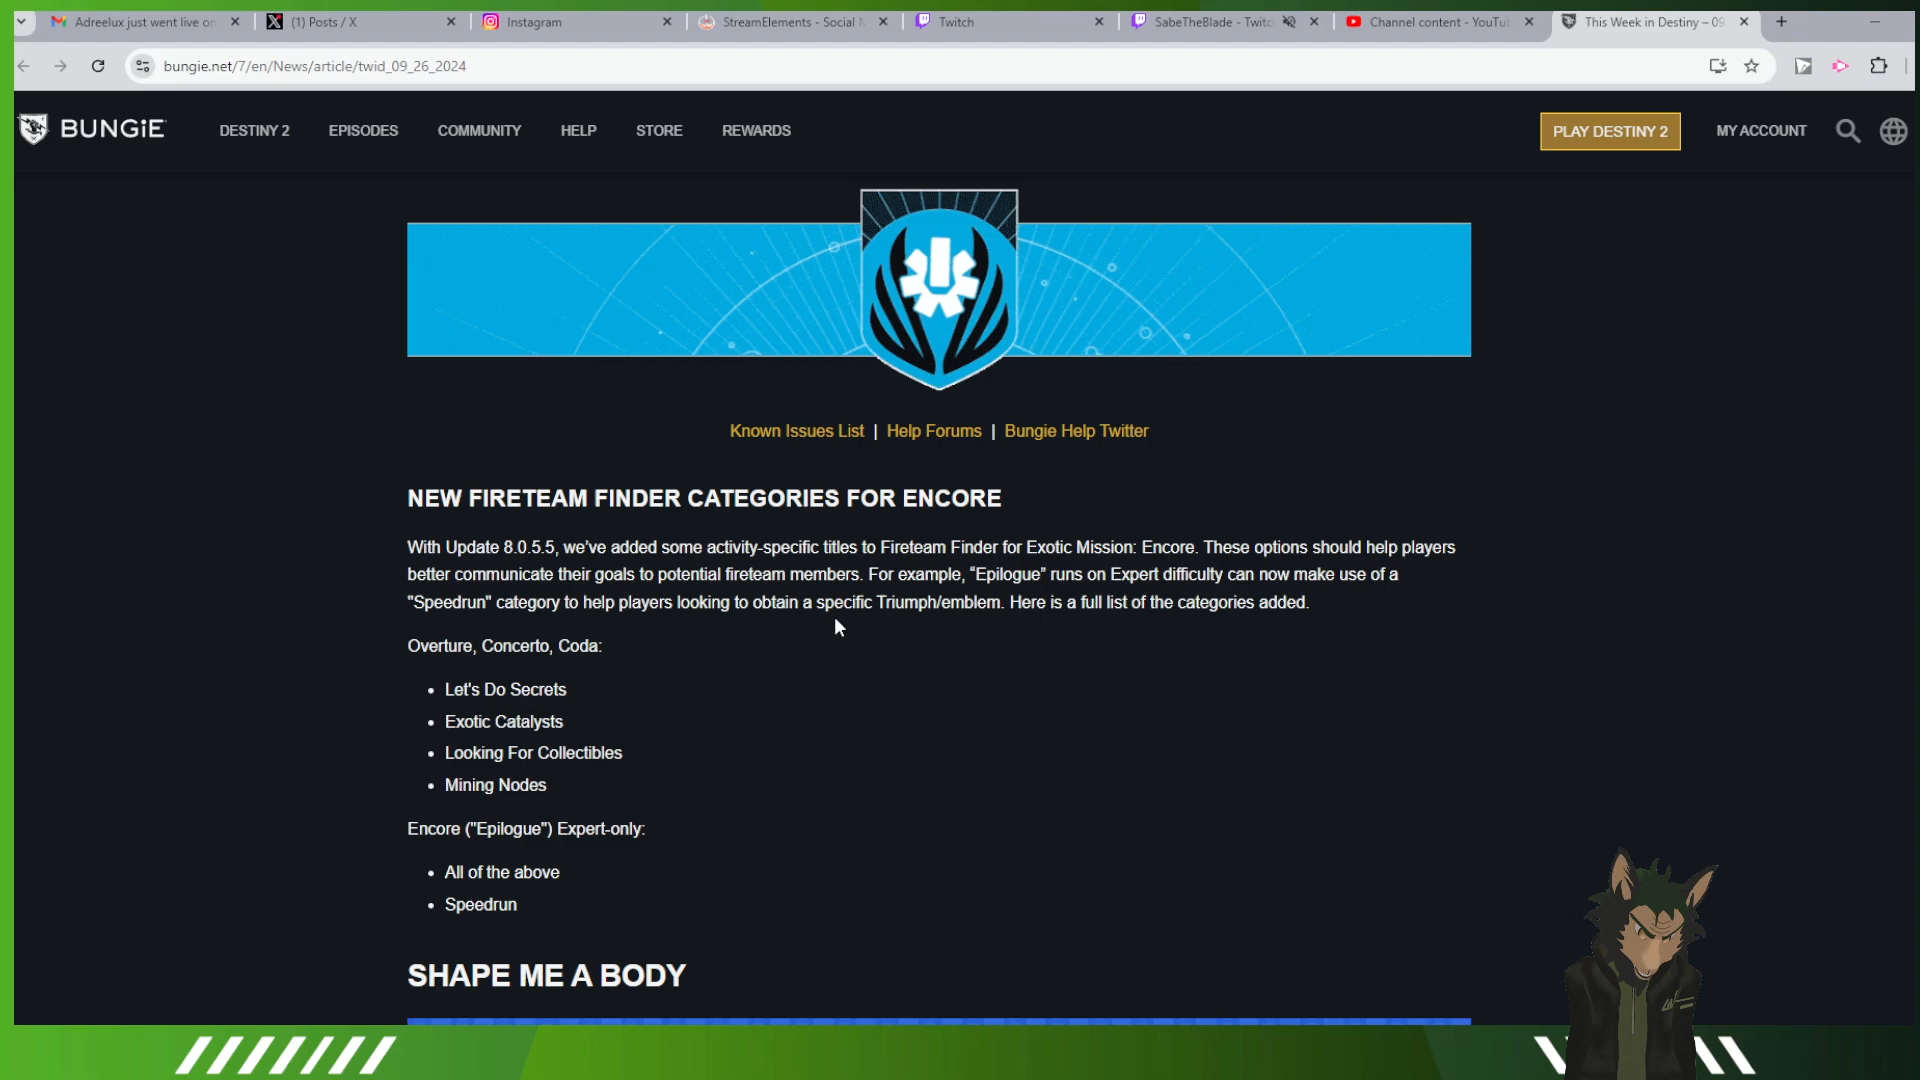 Adreelux just went live on
(1) Posts / X
Instagram
StreamElements - Social M
Twitch
SabeTheBlade - Twitc
Channel content - YouTu
This Week in Destiny – 09
bungie.net/7/en/News/article/twid_09_26_2024
BUNGiE
DESTINY 2
EPISODES
COMMUNITY
HELP
STORE
REWARDS
PLAY DESTINY 2
MY ACCOUNT
Known Issues List | Help Forums | Bungie Help Twitter
NEW FIRETEAM FINDER CATEGORIES FOR ENCORE
With Update 8.0.5.5, we’ve added some activity-specific titles to Fireteam Finder for Exotic Mission: Encore. These options should help players
better communicate their goals to potential fireteam members. For example, “Epilogue” runs on Expert difficulty can now make use of a
"Speedrun" category to help players looking to obtain a specific Triumph/emblem. Here is a full list of the categories added.
Overture, Concerto, Coda:
• Let's Do Secrets
• Exotic Catalysts
• Looking For Collectibles
• Mining Nodes
Encore ("Epilogue") Expert-only:
• All of the above
• Speedrun
SHAPE ME A BODY